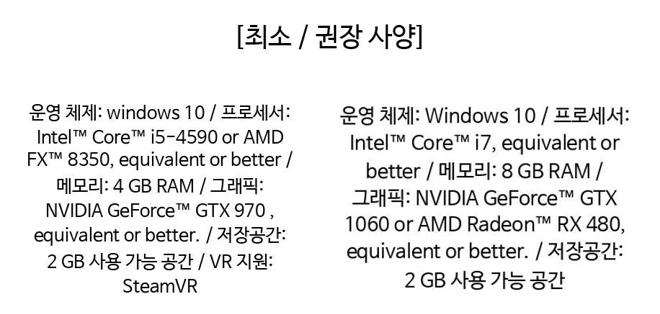 [최소 / 권장 사양]
운영 체제: windows 10 / 프로세서:
Intel™ Core™ i5-4590 or AMD
FX™ 8350, equivalent or better /
메모리: 4 GB RAM / 그래픽:
NVIDIA GeForce™ GTX 970 ,
equivalent or better. / 저장공간:
2 GB 사용 가능 공간 / VR 지원:
SteamVR
운영 체제: Windows 10 / 프로세서:
Intel™ Core™ i7, equivalent or
better / 메모리: 8 GB RAM /
그래픽: NVIDIA GeForce™ GTX
1060 or AMD Radeon™ RX 480,
equivalent or better. / 저장공간:
2 GB 사용 가능 공간